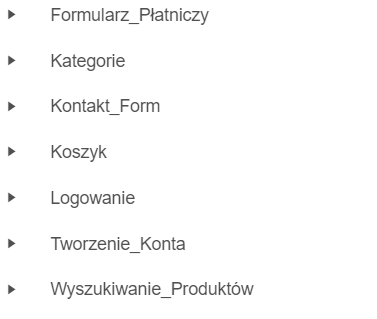 Formularz_Płatniczy
Kategorie
Kontakt_Form
Koszyk
Logowanie
Tworzenie_Konta
Wyszukiwanie_Produktów